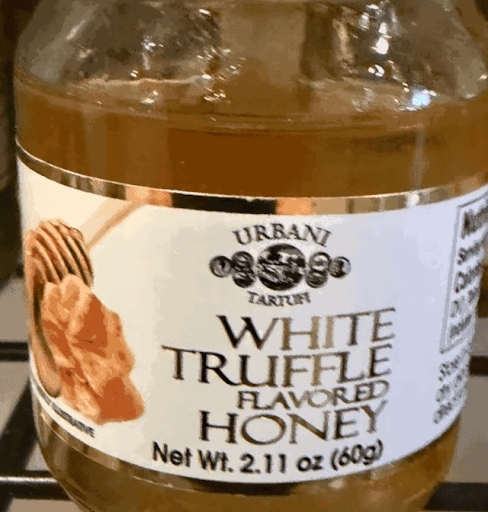 URBANI
TARTUFI
WHITE
TRUFFLE
FLAVORED
HONEY
Net Wt. 2.11 oz (60g)